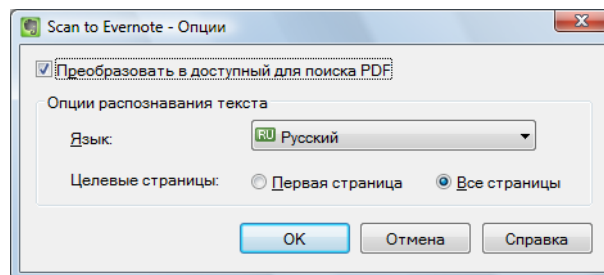 Scan to Evernote - Опции
Преобразовать в доступный для поиска PDF
Опции распознавания текста
Язык: RU Русский
Целевые страницы: Первая страница Все страницы
OK Отмена Справка